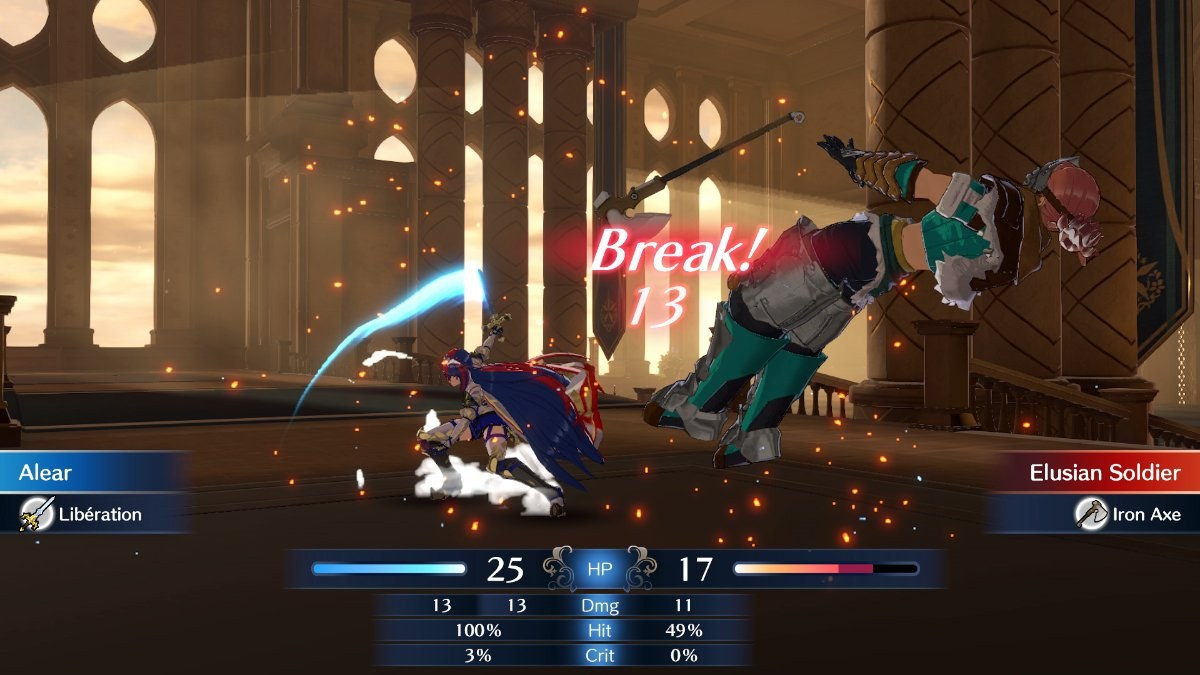 Break!
13
Alear
Elusian Soldier
Libération
Iron Axe
25 HP 17
13 13 Dmg 11
100% Hit 49%
3% Crit 0%